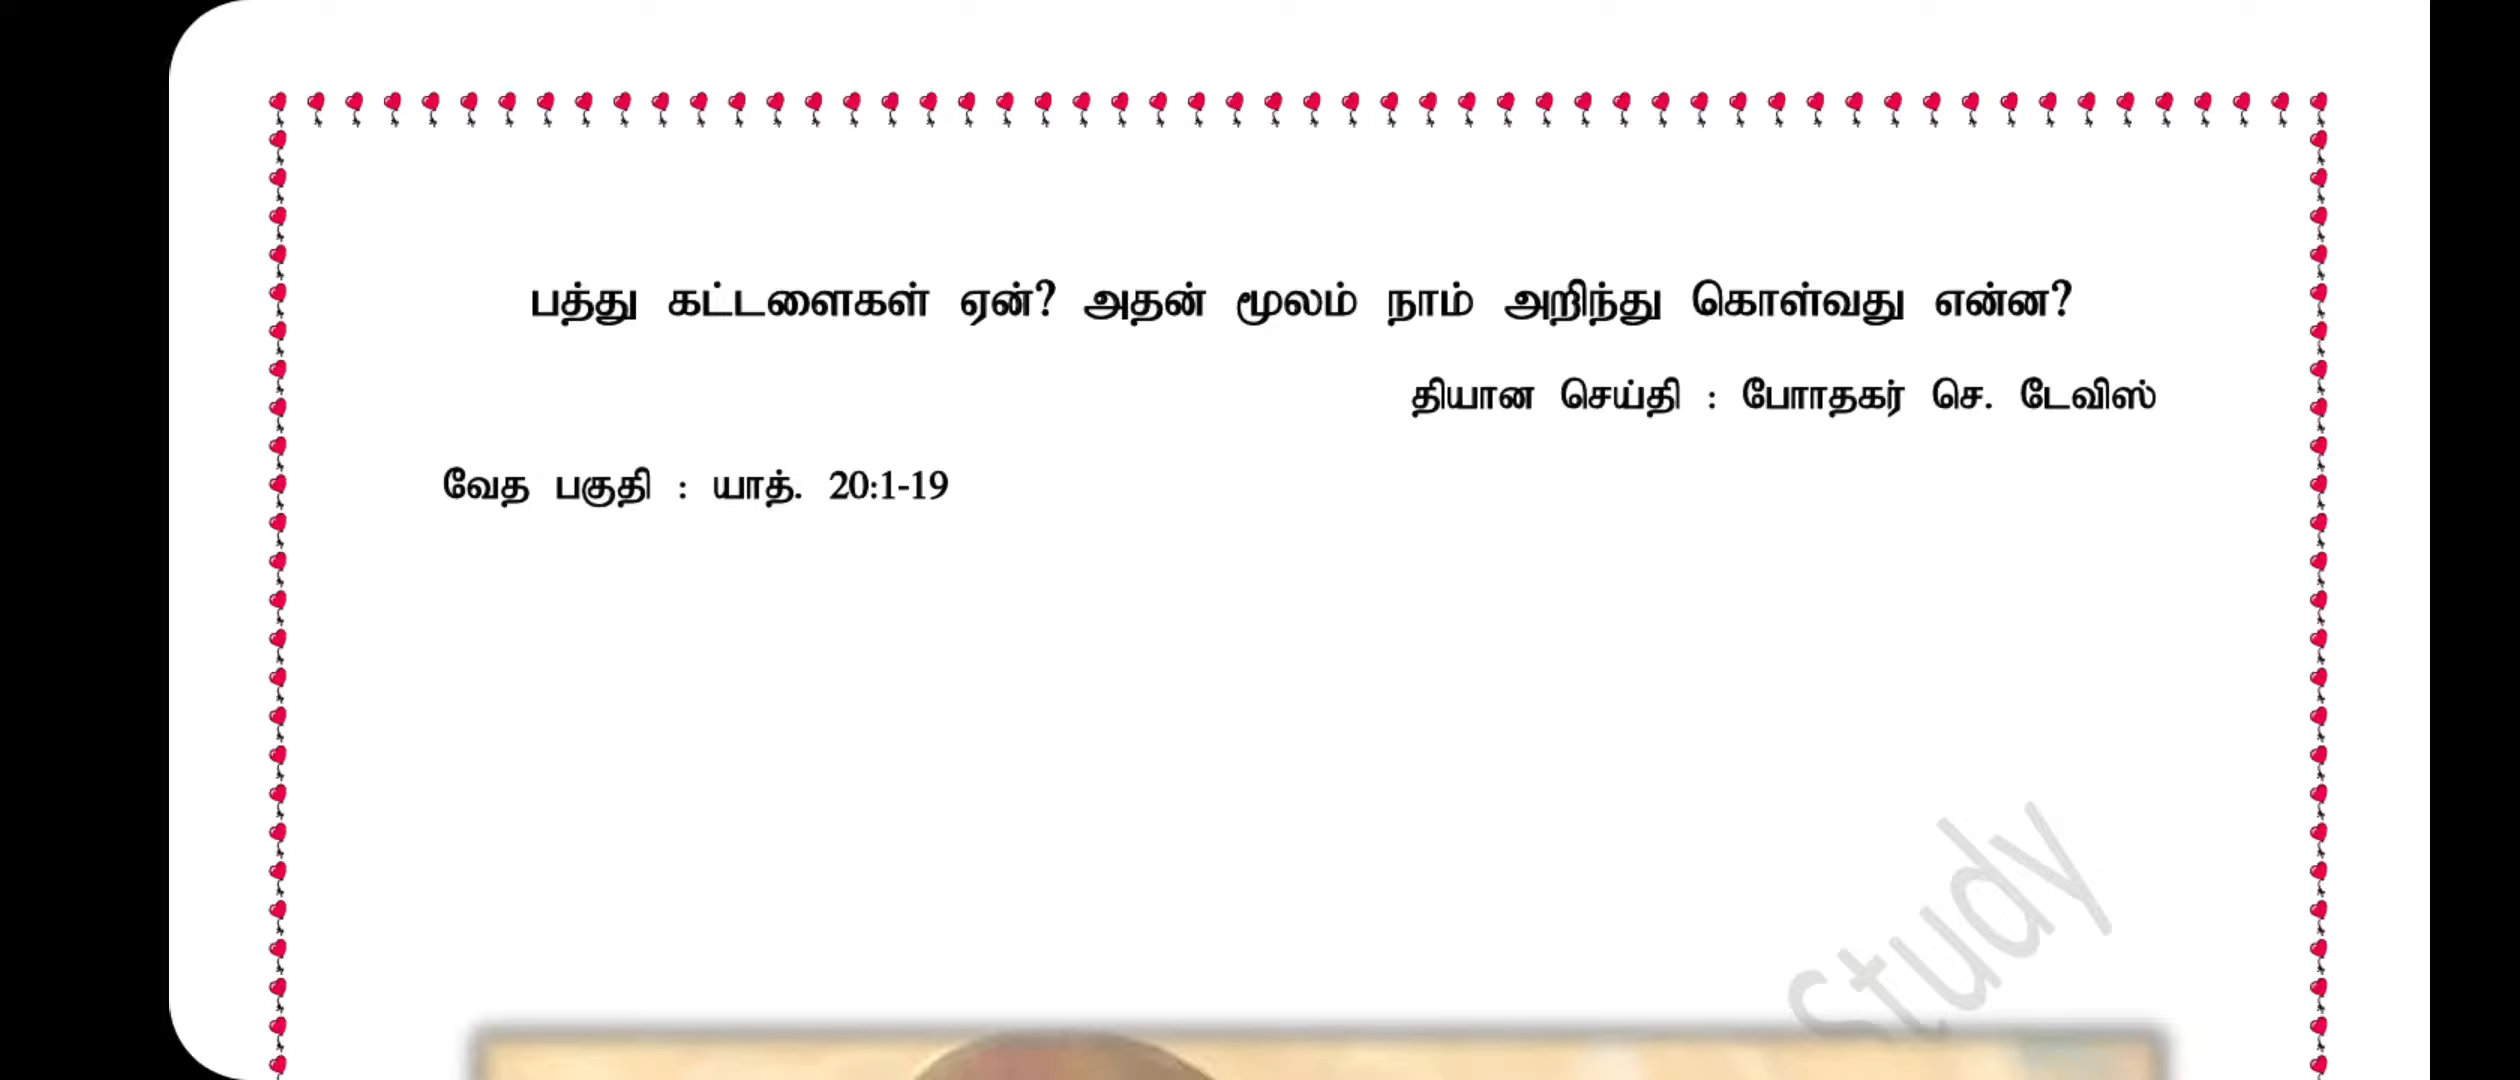 பத்து கட்டளைகள் ஏன்? அதன் மூலம் நாம் அறிந்து கொள்வது என்ன?
தியான செய்தி : போாதகர் செ. டேவிஸ்
வேத பகுதி : யாத். 20:1-19
Study